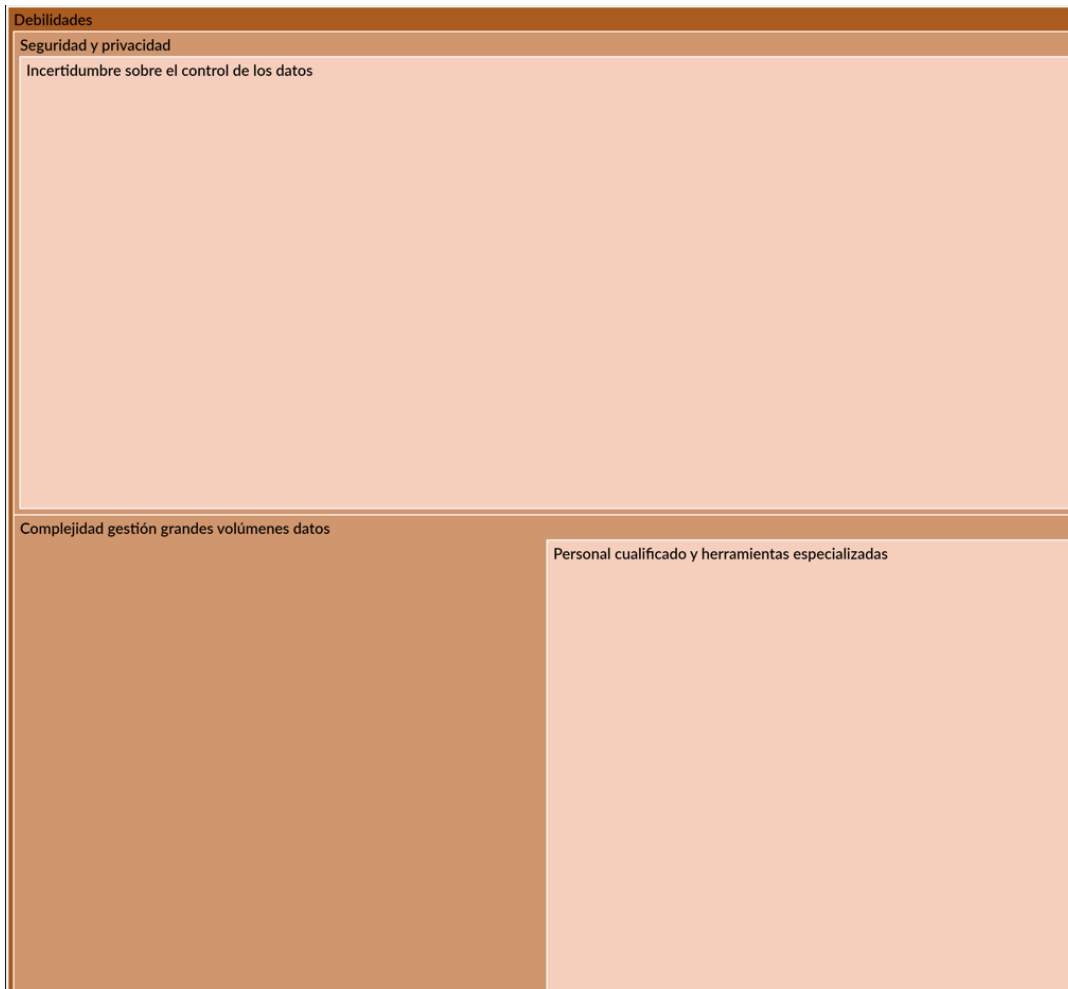 Debilidades
Seguridad y privacidad
Incertidumbre sobre el control de los datos
Complejidad gestión grandes volúmenes datos
Personal cualificado y herramientas especializadas